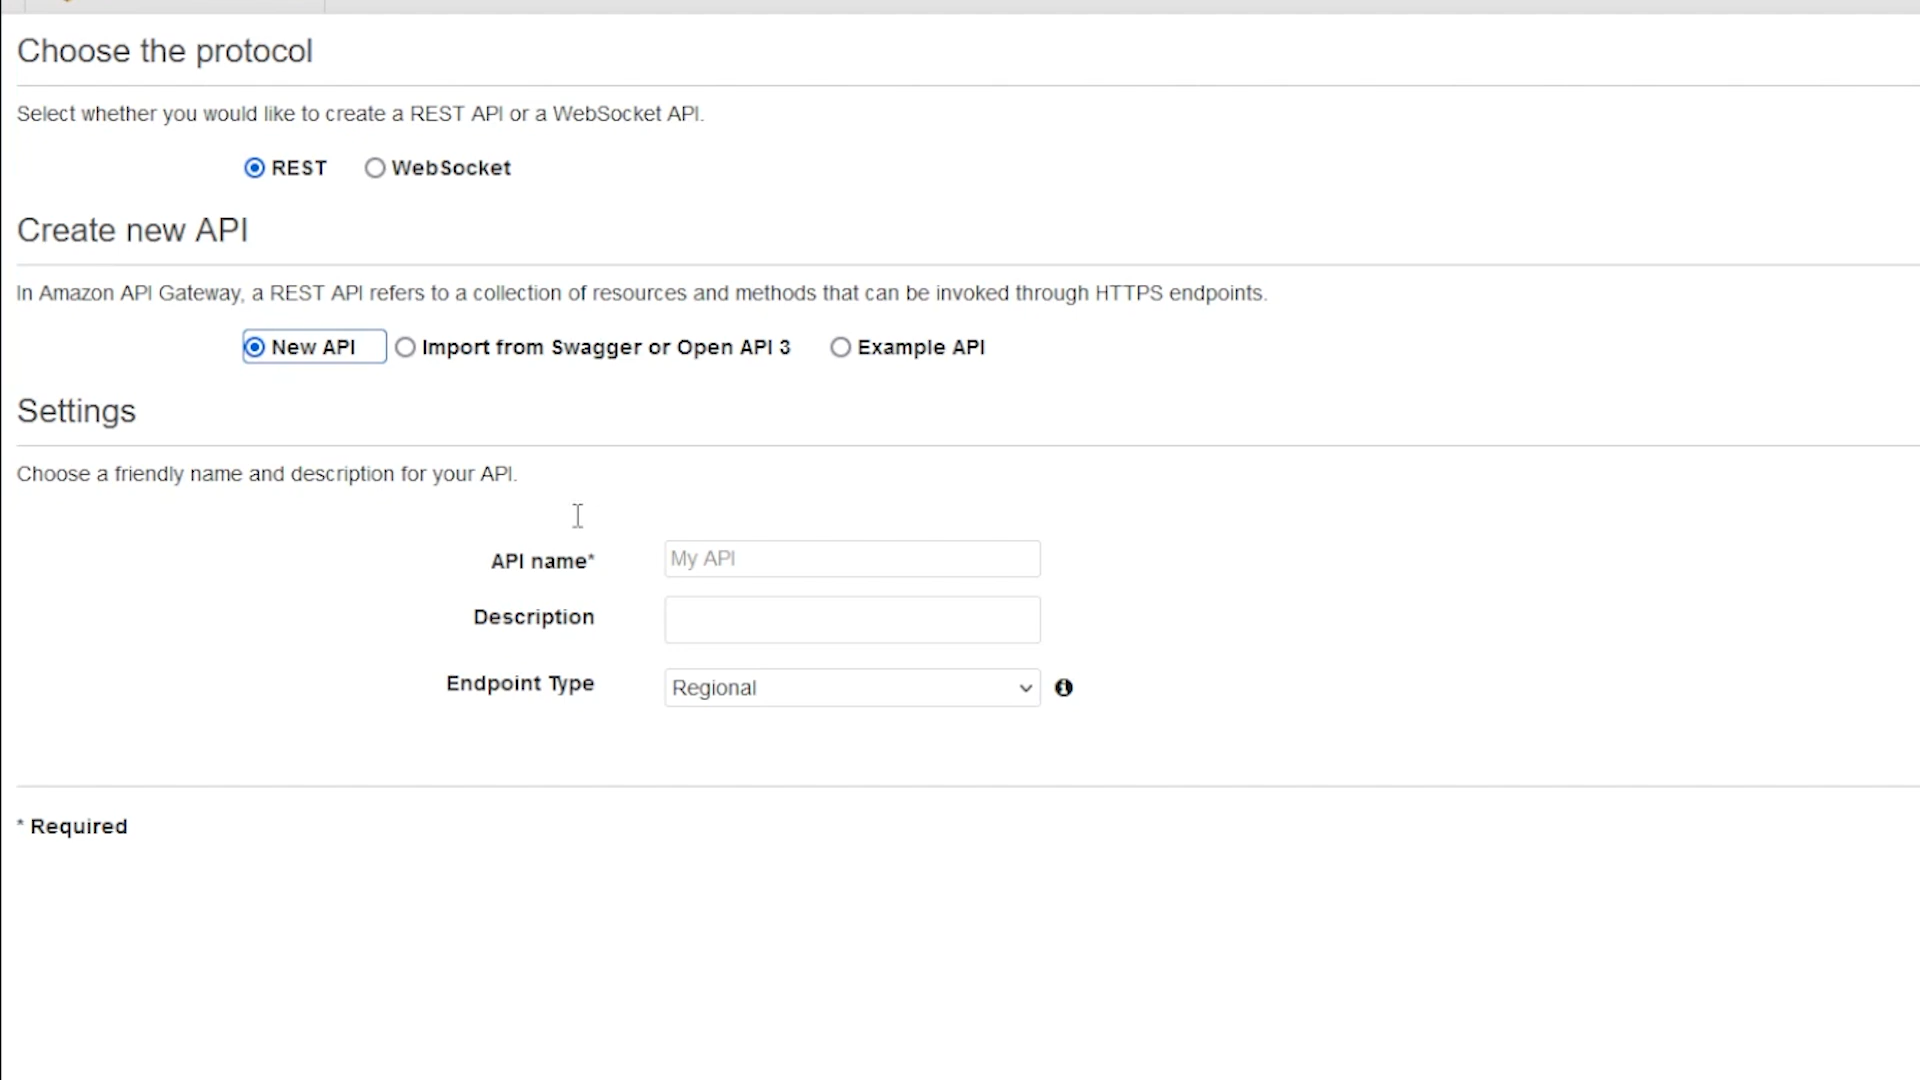 Choose the protocol
Select whether you would like to create a REST API or a WebSocket API.
REST WebSocket
Create new API
In Amazon API Gateway, a REST API refers to a collection of resources and methods that can be invoked through HTTPS endpoints.
New API Import from Swagger or Open API 3 Example API
Settings
Choose a friendly name and description for your API.
API name* My API
Description
Endpoint Type Regional
* Required